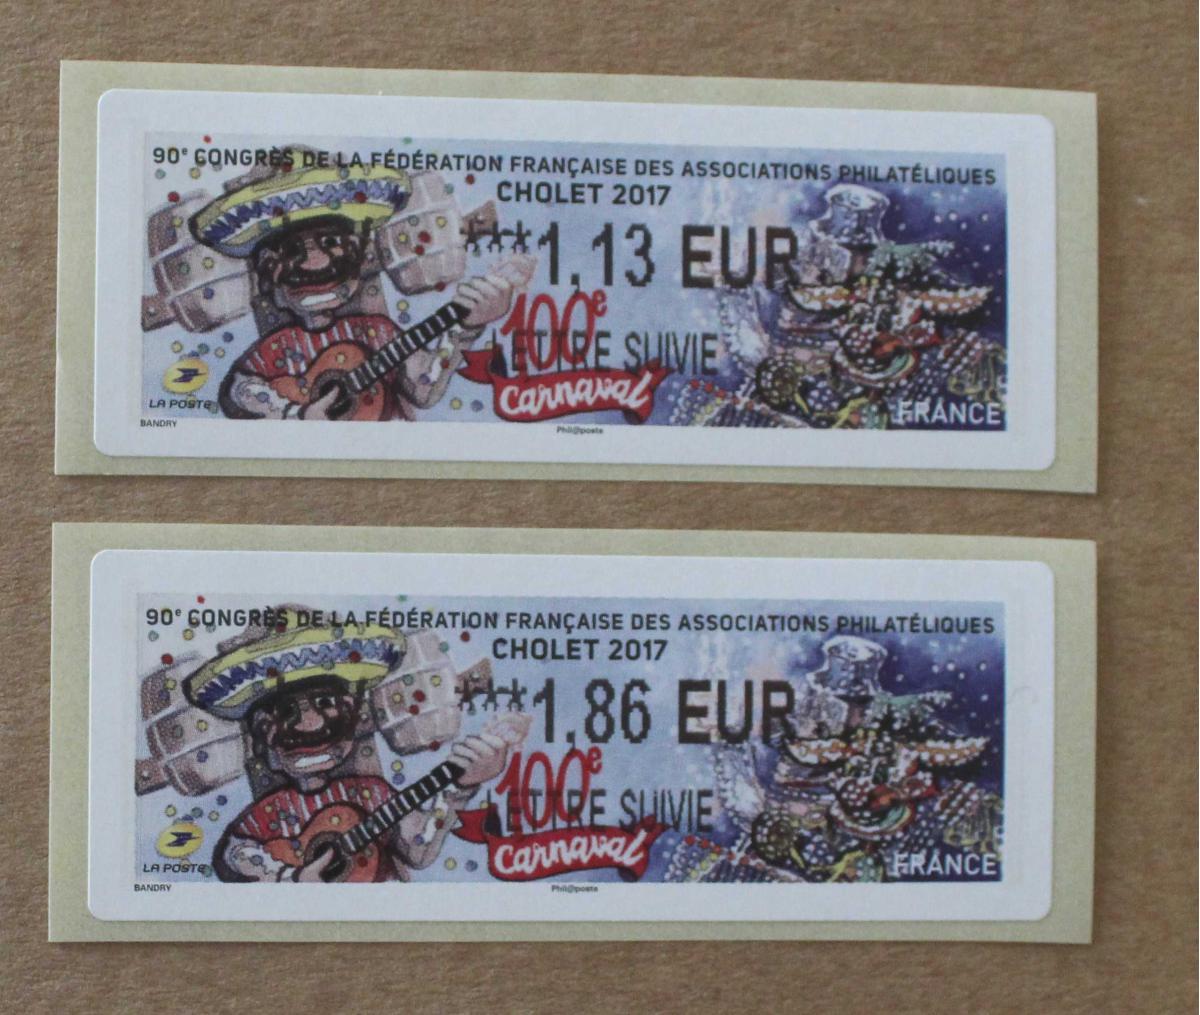 90e CONGRÈS DE LA FÉDÉRATION FRANÇAISE DES ASSOCIATIONS PHILATÉLIQUES
CHOLET 2017
***1,13 EUR
100e
LETTRE SUIVIE
Carnaval
LA POSTE
FRANCE
BANDRY
Phil@poste
90e CONGRÈS DE LA FÉDÉRATION FRANÇAISE DES ASSOCIATIONS PHILATÉLIQUES
CHOLET 2017
***1,86 EUR
100e
LETTRE SUIVIE
Carnaval
LA POSTE
FRANCE
BANDRY
Phil@poste